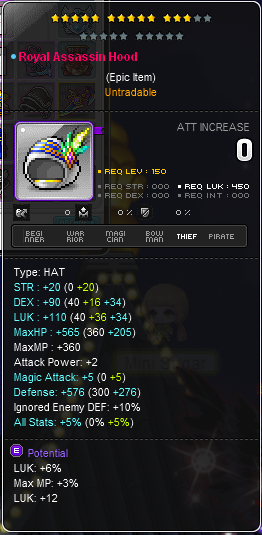 Royal Assassin Hood
(Epic Item)
Untradable
ATT INCREASE
0
REQ LEV : 150
REQ STR : 000 REQ LUK : 450
REQ DEX : 000 REQ INT : 000
0 0 % 0 %
BEGINNER WARRIOR MAGICIAN BOWMAN THIEF PIRATE
Type: HAT
STR : +20 (0 +20)
DEX : +90 (40 +16 +34)
LUK : +110 (40 +36 +34)
MaxHP : +565 (360 +205)
MaxMP : +360
Attack Power: +2
Magic Attack: +5 (0 +5)
Defense: +576 (300 +276)
Ignored Enemy DEF: +10%
All Stats: +5% (0% +5%)
E Potential
LUK: +6%
Max MP: +3%
LUK: +12